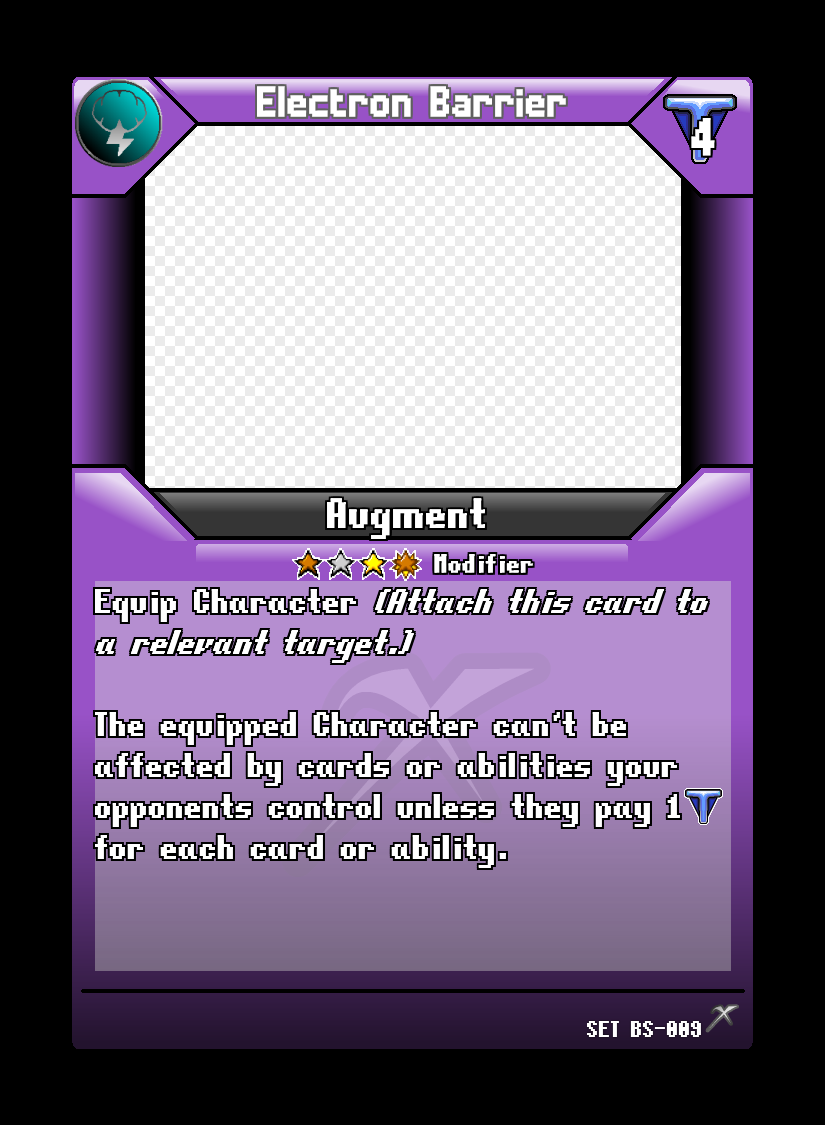 Electron Barrier
4
Augment
Modifier
Equip Character (Attach this card to
a relevant target.)
The equipped Character can't be
affected by cards or abilities your
opponents control unless they pay 1T
for each card or ability.
SET BS-009